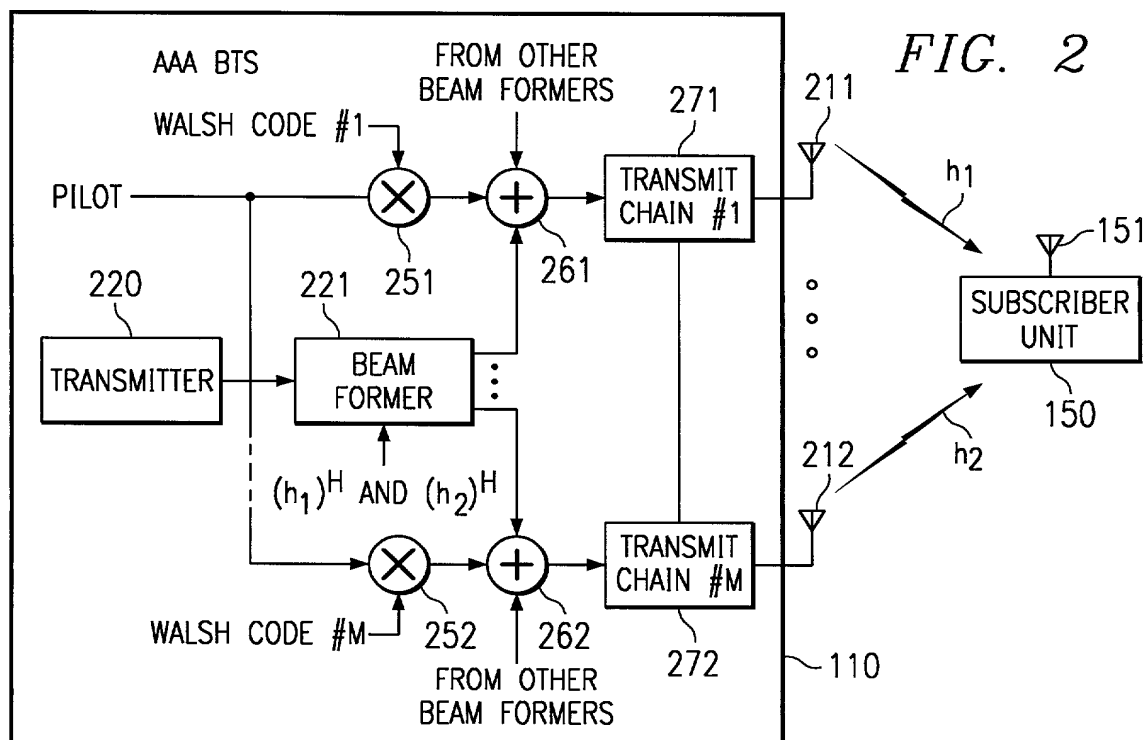 FIG. 2
AAA BTS
FROM OTHER
BEAM FORMERS
WALSH CODE #1
271
211
PILOT
×
+
TRANSMIT
CHAIN #1
h1
251
261
151
220
221
SUBSCRIBER
UNIT
TRANSMITTER
BEAM
FORMER
150
h2
(h1)H AND (h2)H
212
×
+
TRANSMIT
CHAIN #M
WALSH CODE #M
252
262
272
110
FROM OTHER
BEAM FORMERS